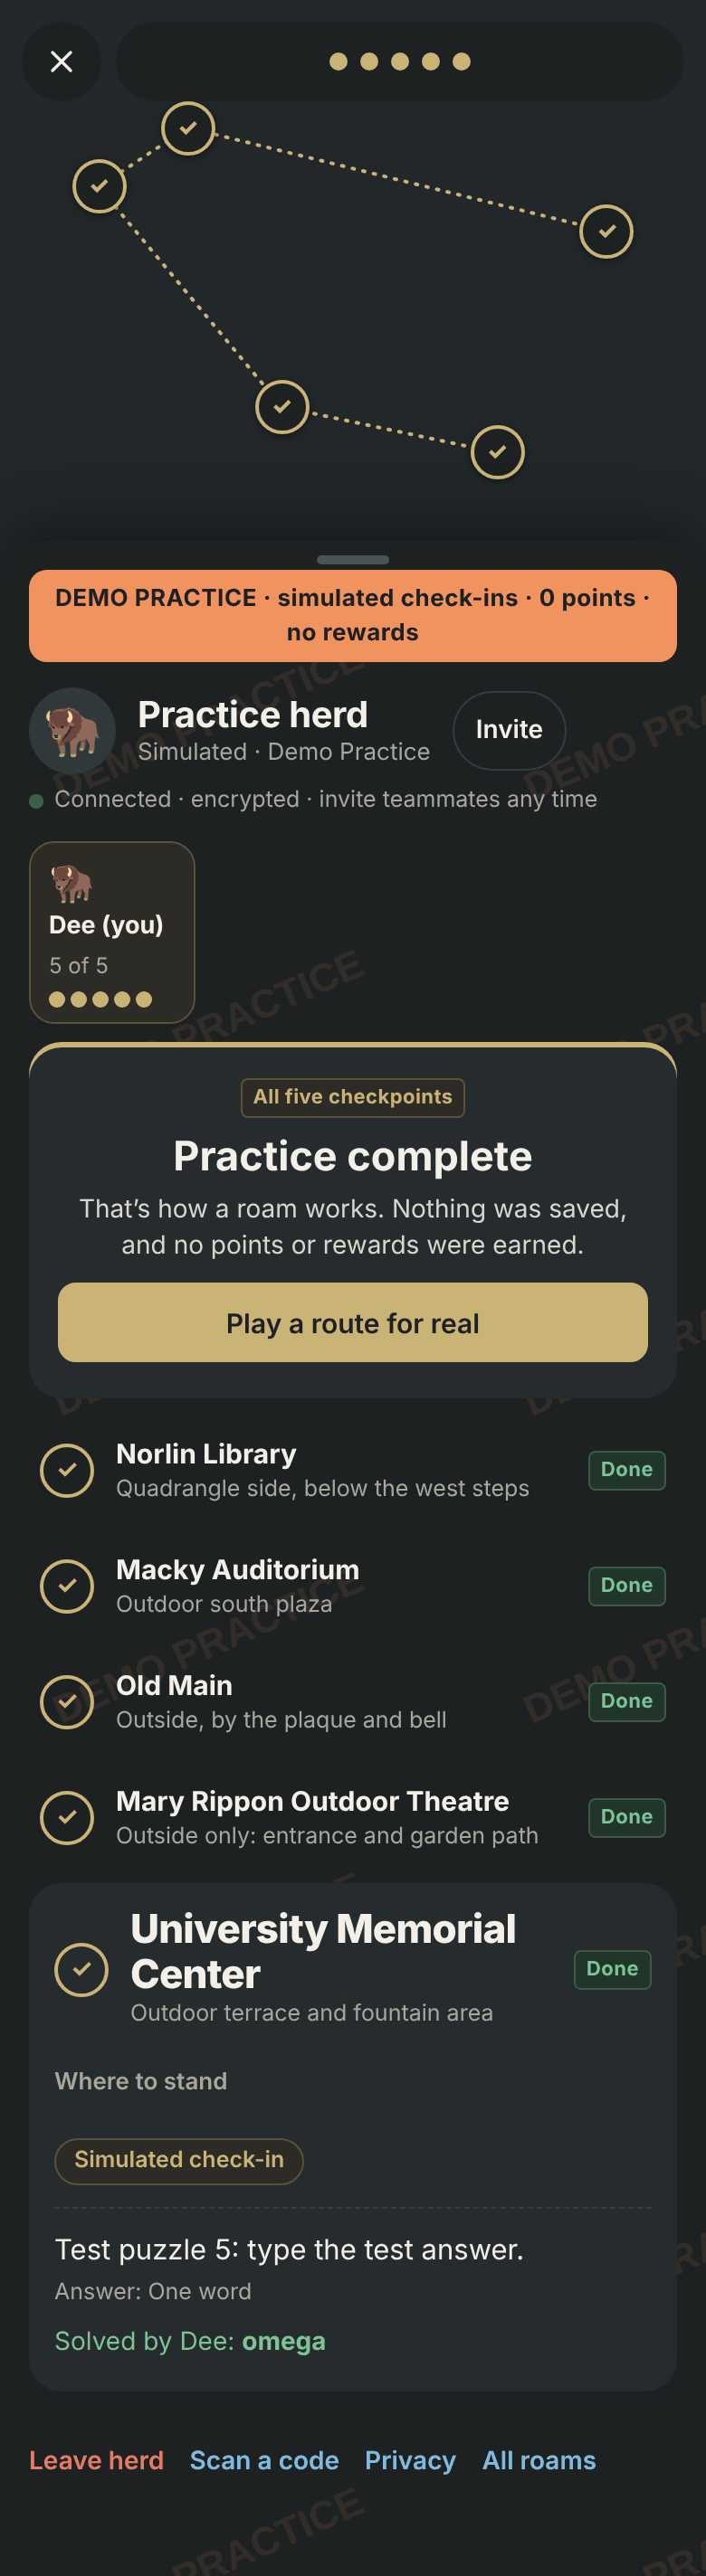 DEMO PRACTICE · simulated check-ins · 0 points ·
no rewards
Practice herd
Simulated · Demo Practice
Invite
Connected · encrypted · invite teammates any time
Dee (you)
5 of 5
All five checkpoints
Practice complete
That’s how a roam works. Nothing was saved,
and no points or rewards were earned.
Play a route for real
Norlin Library
Quadrangle side, below the west steps
Done
Macky Auditorium
Outdoor south plaza
Done
Old Main
Outside, by the plaque and bell
Done
Mary Rippon Outdoor Theatre
Outside only: entrance and garden path
Done
University Memorial
Center
Outdoor terrace and fountain area
Done
Where to stand
Simulated check-in
Test puzzle 5: type the test answer.
Answer: One word
Solved by Dee: omega
Leave herd
Scan a code
Privacy
All roams
DEMO PRACTICE